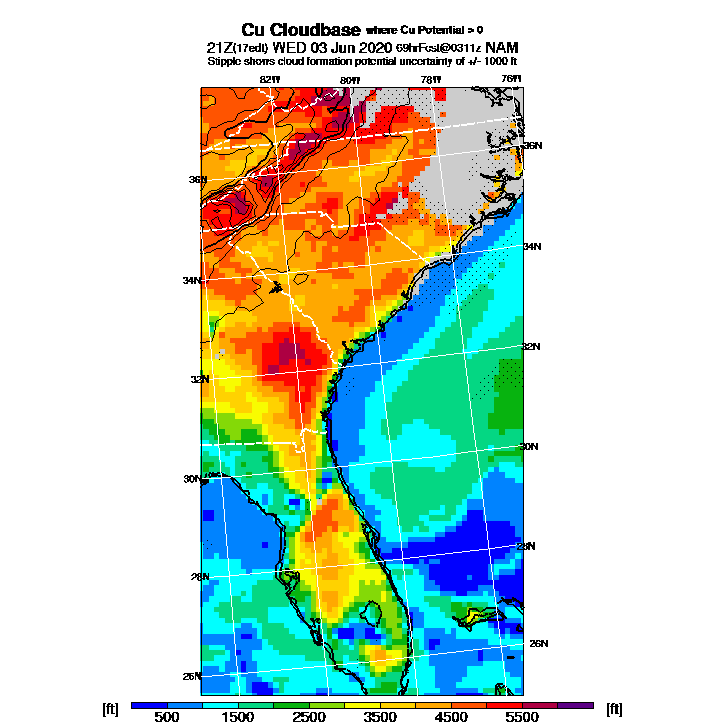 Cu Cloudbase where Cu Potential > 0
21Z(17edt) WED 03 Jun 2020 69hrFcst@0311z NAM
Stipple shows cloud formation potential uncertainty of +/- 1000 ft
82W 80W 78W 76W
36N
36N
34N
34N
32N
32N
30N
30N
28N
28N
26N
26N
[ft] 500 1500 2500 3500 4500 5500 [ft]